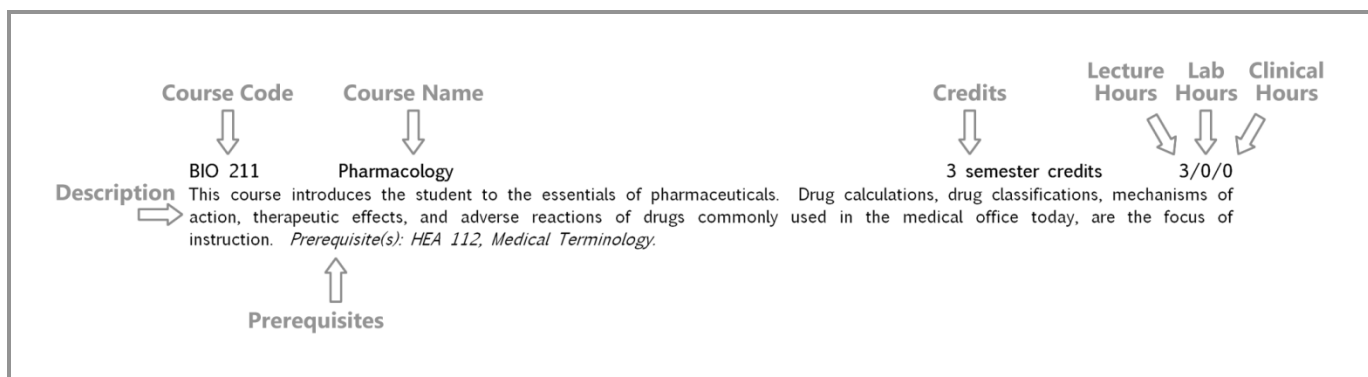 Lecture Lab Clinical
Course Code Course Name Credits Hours Hours Hours
BIO 211 Pharmacology 3 semester credits 3/0/0
Description This course introduces the student to the essentials of pharmaceuticals. Drug calculations, drug classifications, mechanisms of
action, therapeutic effects, and adverse reactions of drugs commonly used in the medical office today, are the focus of
instruction. Prerequisite(s): HEA 112, Medical Terminology.
Prerequisites